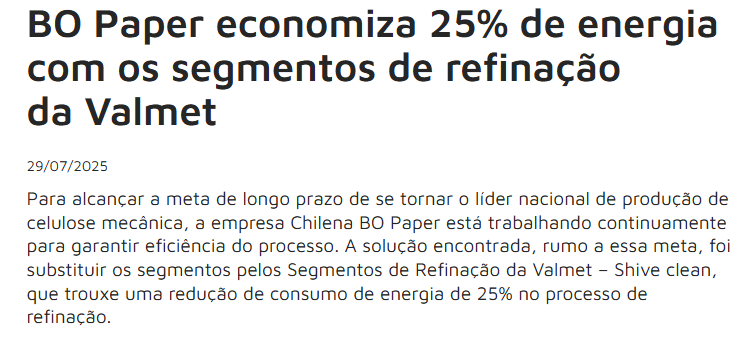 BO Paper economiza 25% de energia
com os segmentos de refinação
da Valmet
29/07/2025
Para alcançar a meta de longo prazo de se tornar o líder nacional de produção de
celulose mecânica, a empresa Chilena BO Paper está trabalhando continuamente
para garantir eficiência do processo. A solução encontrada, rumo a essa meta, foi
substituir os segmentos pelos Segmentos de Refinação da Valmet – Shive clean,
que trouxe uma redução de consumo de energia de 25% no processo de
refinação.